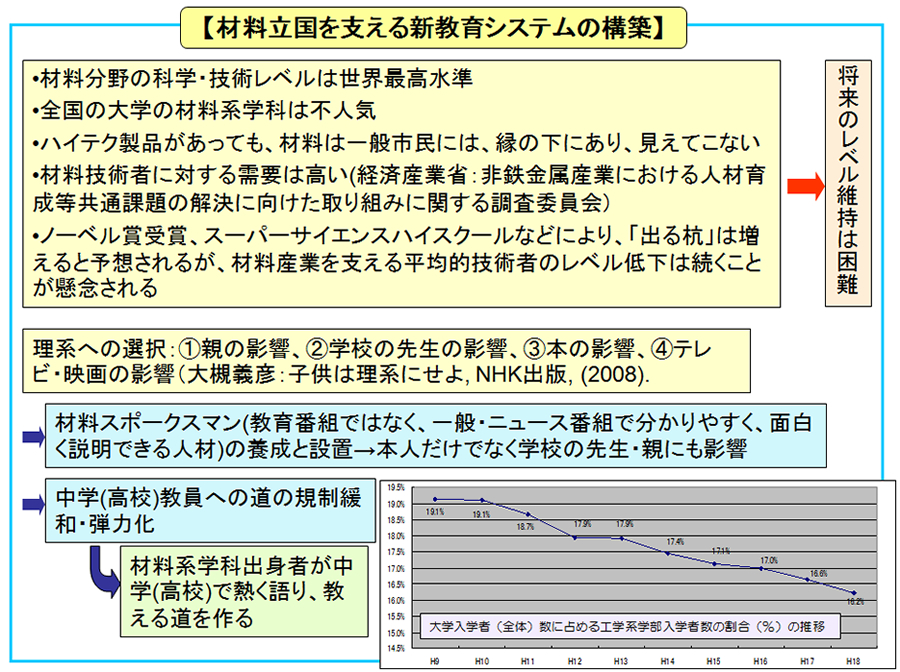 【材料立国を支える新教育システムの構築】
•材料分野の科学・技術レベルは世界最高水準
•全国の大学の材料系学科は不人気
•ハイテク製品があっても、材料は一般市民には、縁の下にあり、見えてこない
•材料技術者に対する需要は高い(経済産業省：非鉄金属産業における人材育
成等共通課題の解決に向けた取り組みに関する調査委員会)
•ノーベル賞受賞、スーパーサイエンスハイスクールなどにより、「出る杭」は増
えると予想されるが、材料産業を支える平均的技術者のレベル低下は続くこと
が懸念される
将来のレベル維持は困難
理系への選択：①親の影響、②学校の先生の影響、③本の影響、④テレ
ビ・映画の影響（大槻義彦：子供は理系にせよ, NHK出版, (2008).
材料スポークスマン(教育番組ではなく、一般・ニュース番組で分かりやすく、面白
く説明できる人材)の養成と設置→本人だけでなく学校の先生・親にも影響
中学(高校)教員への道の規制緩
和・弾力化
材料系学科出身者が中
学(高校)で熱く語り、教
える道を作る
19.5%
19.0%
18.5%
18.0%
17.5%
17.0%
16.5%
16.0%
15.5%
15.0%
14.5%
19.1%
19.1%
18.7%
17.9%
17.9%
17.4%
17.1%
17.0%
16.6%
16.2%
大学入学者（全体）数に占める工学系学部入学者数の割合（%）の推移
H9 H10 H11 H12 H13 H14 H15 H16 H17 H18